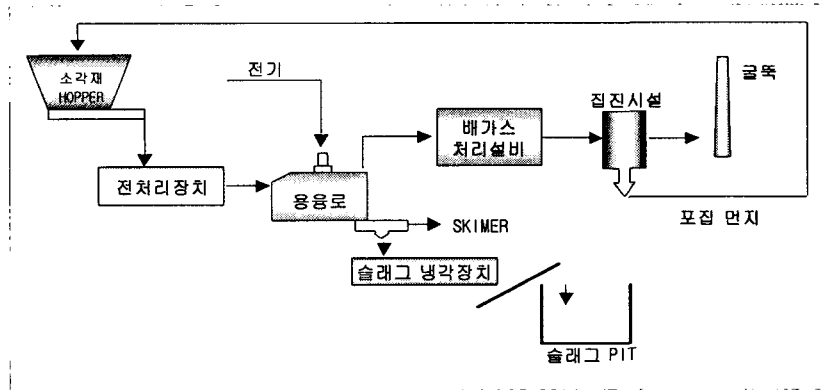 소각재
HOPPER
전기
굴뚝
집진시설
배가스
처리설비
전처리장치
용융로
SKIMER
포집 먼지
슬래그 냉각장치
슬래그 PIT